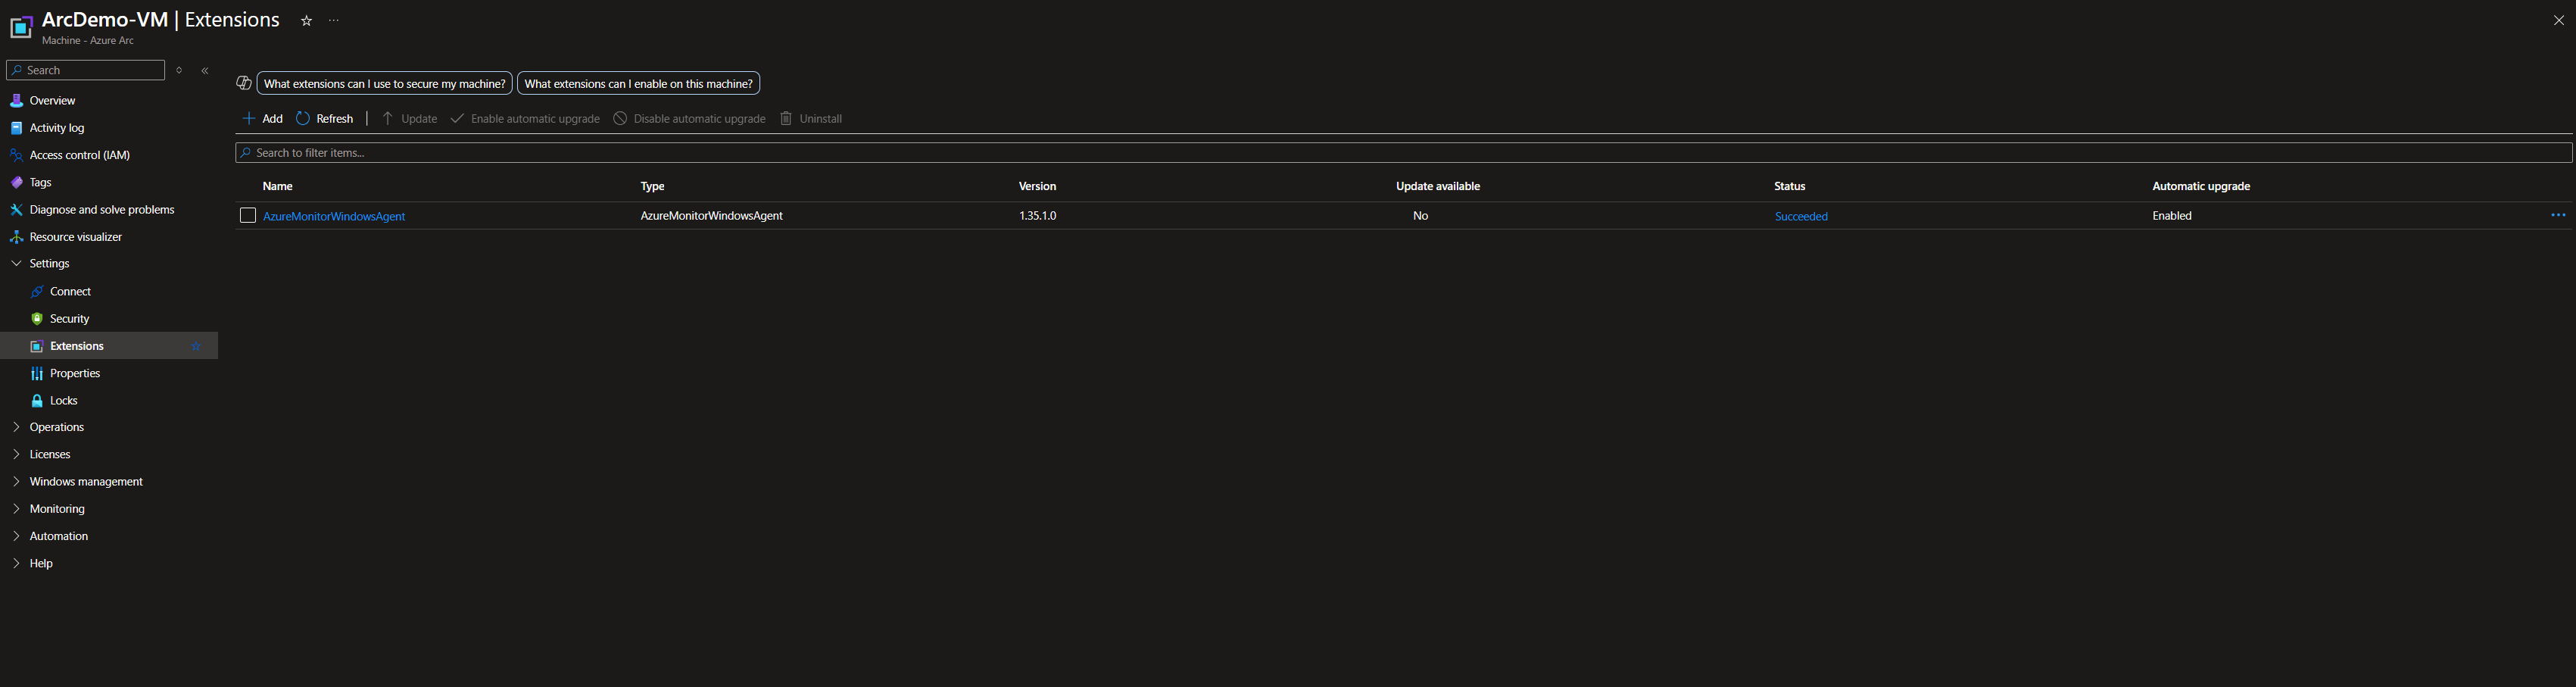 ArcDemo-VM | Extensions
Machine - Azure Arc
Search
Overview
Activity log
Access control (IAM)
Tags
Diagnose and solve problems
Resource visualizer
Settings
Connect
Security
Extensions
Properties
Locks
Operations
Licenses
Windows management
Monitoring
Automation
Help
What extensions can I use to secure my machine? What extensions can I enable on this machine?
Add Refresh | Update Enable automatic upgrade Disable automatic upgrade Uninstall
Search to filter items...
Name Type Version Update available Status Automatic upgrade
AzureMonitorWindowsAgent AzureMonitorWindowsAgent 1.35.1.0 No Succeeded Enabled